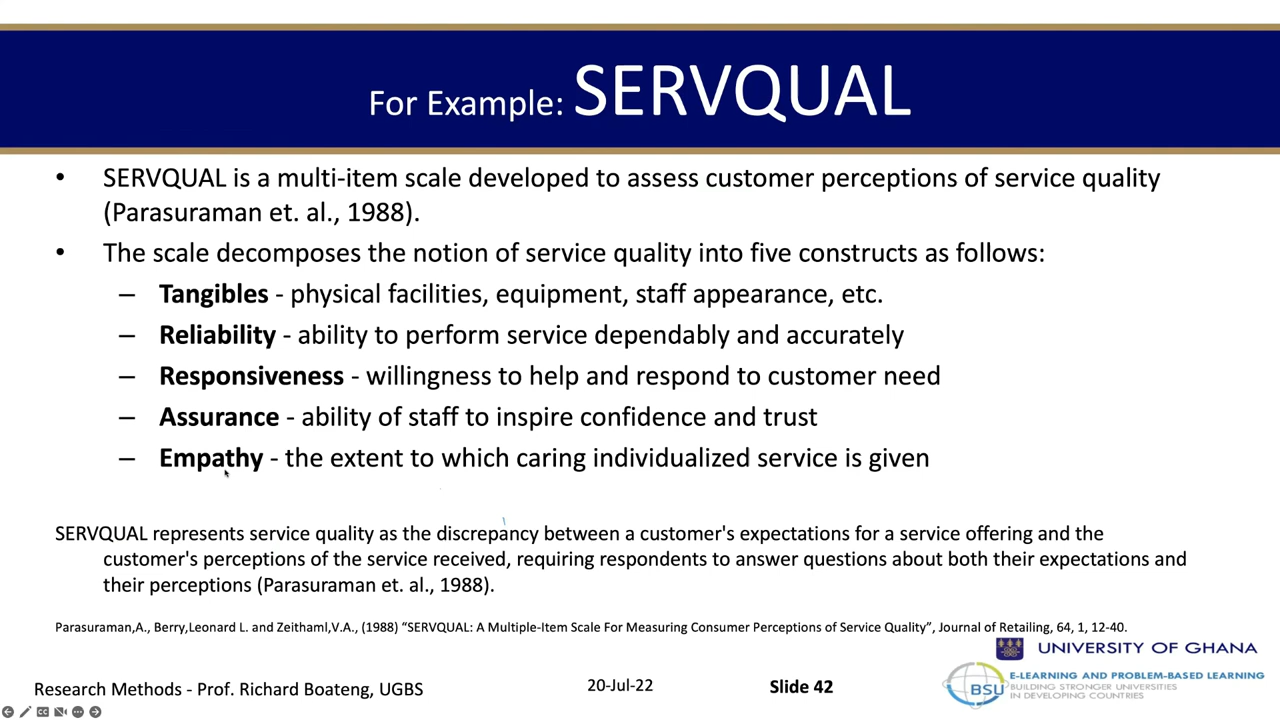 For Example: SERVQUAL
• SERVQUAL is a multi-item scale developed to assess customer perceptions of service quality
(Parasuraman et. al., 1988).
• The scale decomposes the notion of service quality into five constructs as follows:
– Tangibles - physical facilities, equipment, staff appearance, etc.
– Reliability - ability to perform service dependably and accurately
– Responsiveness - willingness to help and respond to customer need
– Assurance - ability of staff to inspire confidence and trust
– Empathy - the extent to which caring individualized service is given
SERVQUAL represents service quality as the discrepancy between a customer's expectations for a service offering and the
customer's perceptions of the service received, requiring respondents to answer questions about both their expectations and
their perceptions (Parasuraman et. al., 1988).
Parasuraman,A., Berry,Leonard L. and Zeithaml,V.A., (1988) “SERVQUAL: A Multiple-Item Scale For Measuring Consumer Perceptions of Service Quality”, Journal of Retailing, 64, 1, 12-40.
UNIVERSITY OF GHANA
Research Methods - Prof. Richard Boateng, UGBS
20-Jul-22
Slide 42
BSU
E-LEARNING AND PROBLEM-BASED LEARNING
BUILDING STRONGER UNIVERSITIES
IN DEVELOPING COUNTRIES